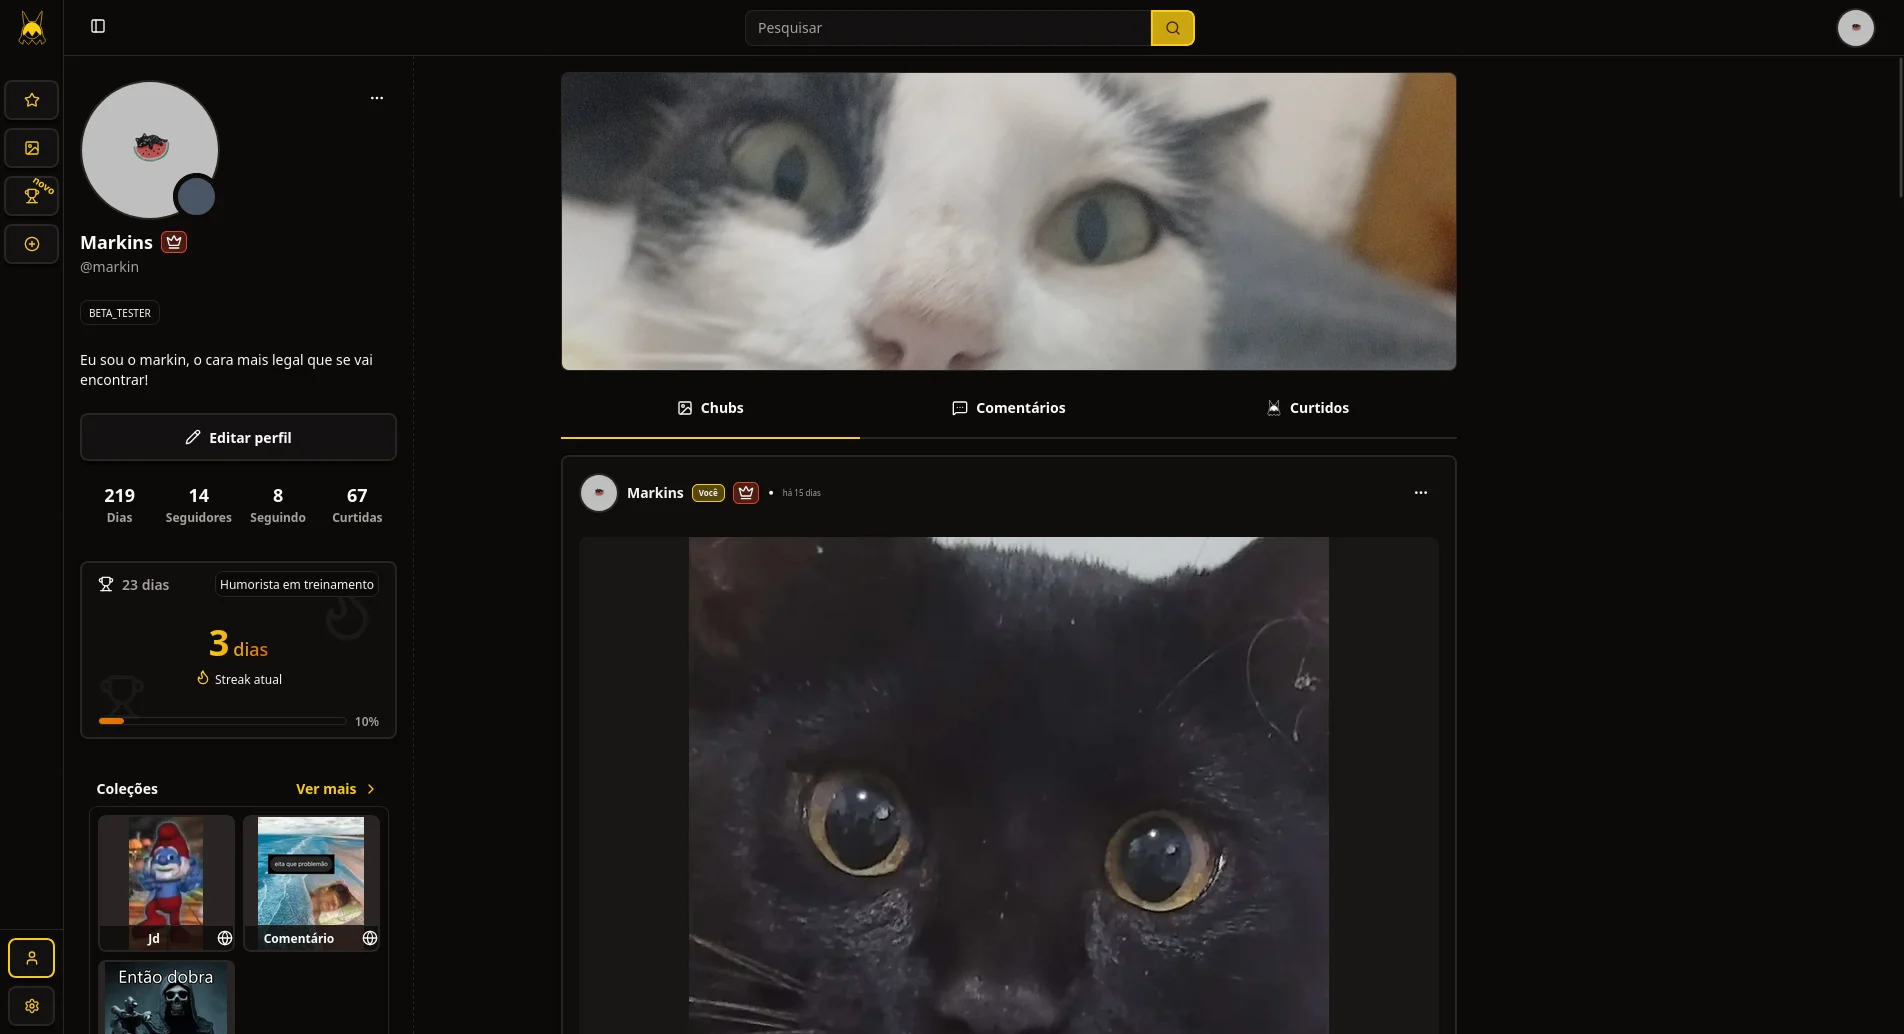 Pesquisar
novo
Markins
@markin
BETA_TESTER
Eu sou o markin, o cara mais legal que se vai
encontrar!
Editar perfil
219 14 8 67
Dias Seguidores Seguindo Curtidas
23 dias Humorista em treinamento
3 dias
Streak atual
10%
Coleções Ver mais
eita que problemão
Jd Comentário
Então dobra
Chubs Comentários Curtidos
Markins Você • há 15 dias